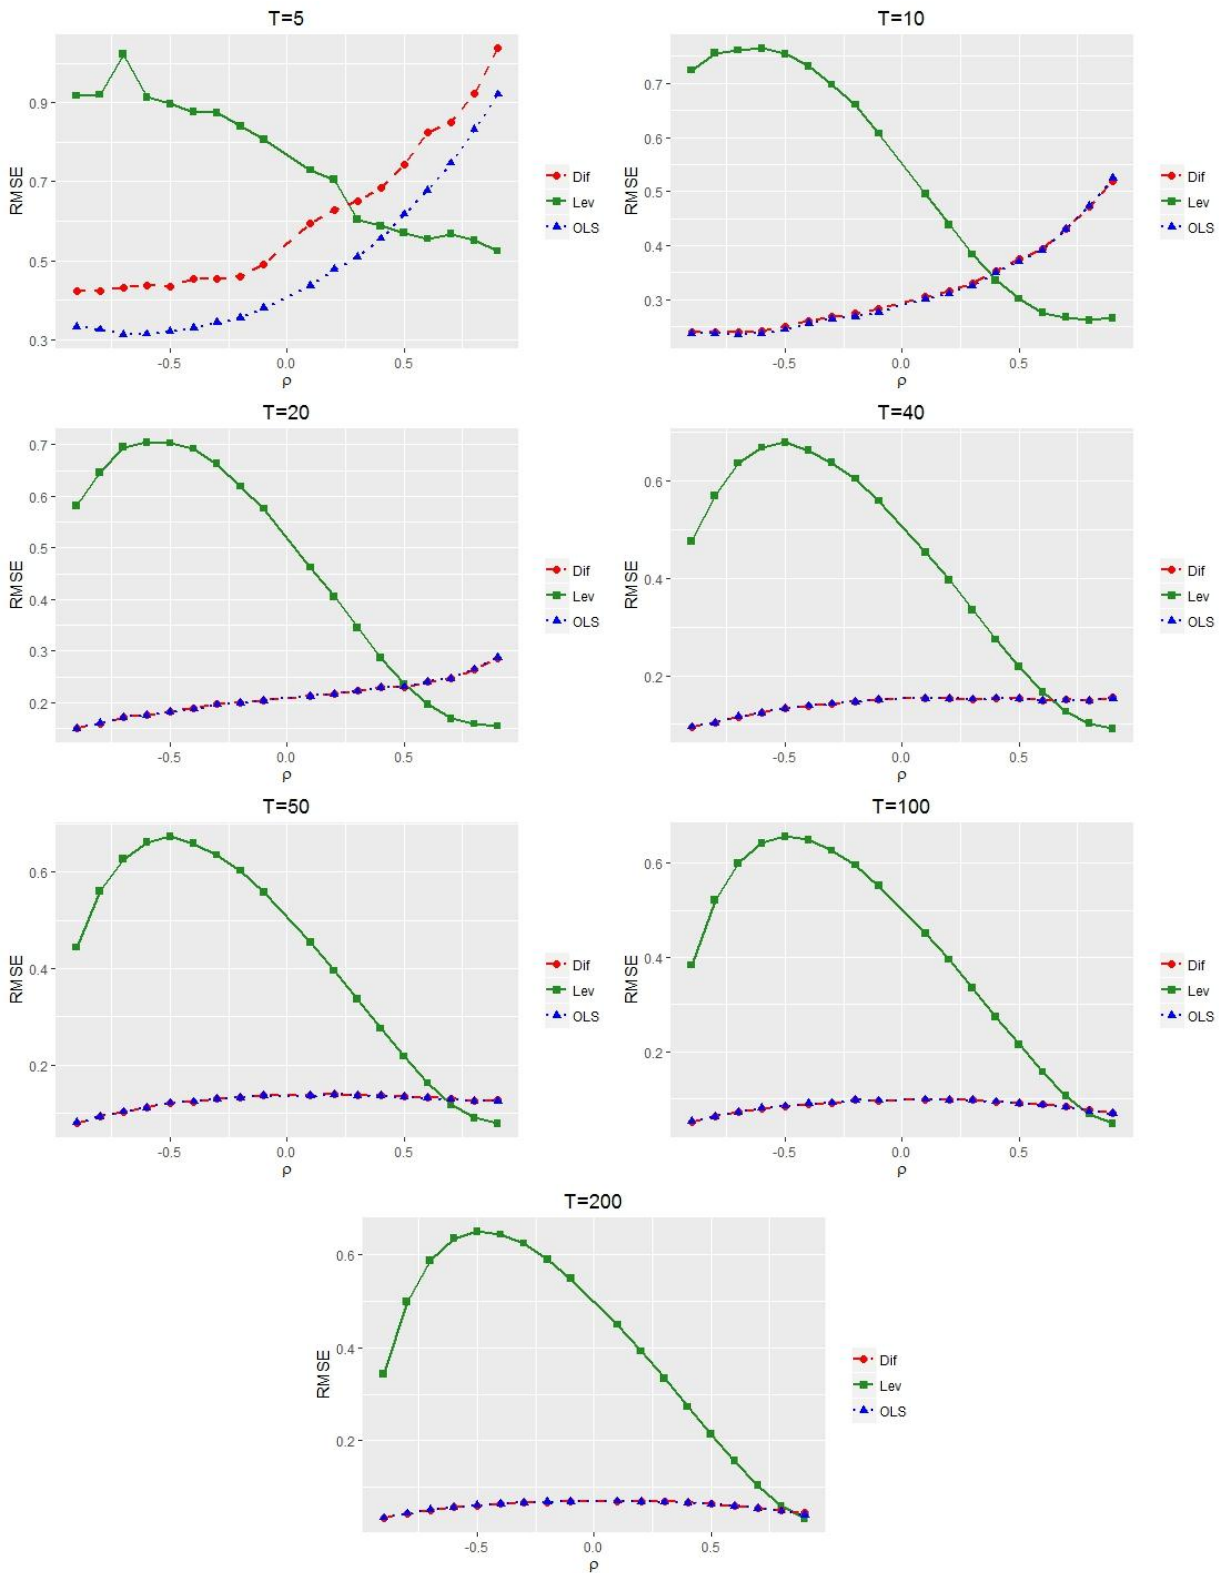 T=5
0.9
0.7
0.5
0.3
RMSE
-0.5 0.0 0.5
ρ
Dif
Lev
OLS
T=10
0.7
0.6
0.5
0.4
0.3
RMSE
-0.5 0.0 0.5
ρ
Dif
Lev
OLS
T=20
0.7
0.6
0.5
0.4
0.3
0.2
RMSE
-0.5 0.0 0.5
ρ
Dif
Lev
OLS
T=40
0.6
0.4
0.2
RMSE
-0.5 0.0 0.5
ρ
Dif
Lev
OLS
T=50
0.6
0.4
0.2
RMSE
-0.5 0.0 0.5
ρ
Dif
Lev
OLS
T=100
0.6
0.4
0.2
RMSE
-0.5 0.0 0.5
ρ
Dif
Lev
OLS
T=200
0.6
0.4
0.2
RMSE
-0.5 0.0 0.5
ρ
Dif
Lev
OLS